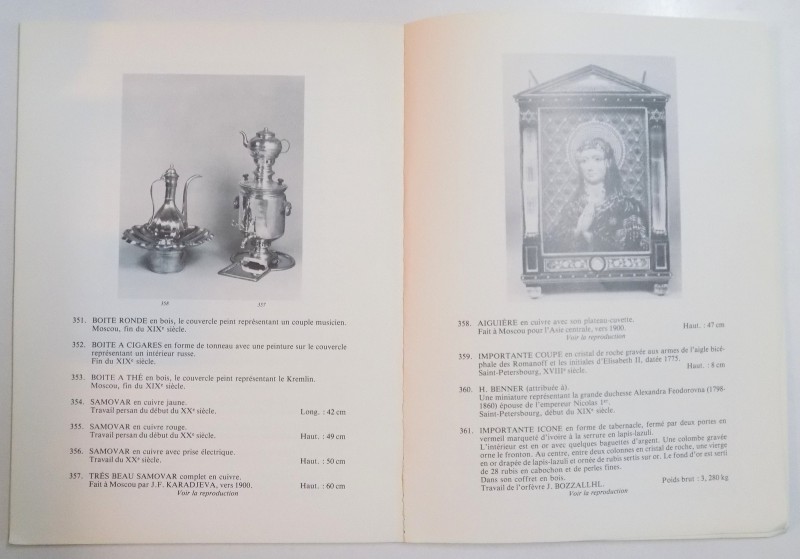 358
357
351. BOITE RONDE en bois, le couvercle peint représentant un couple musicien.
Moscou, fin du XIXe siècle.
352. BOITE A CIGARES en forme de tonneau avec une peinture sur le couvercle
représentant un intérieur russe.
Fin du XIXe siècle.
353. BOITE A THÉ en bois, le couvercle peint représentant le Kremlin.
Moscou, fin du XIXe siècle.
354. SAMOVAR en cuivre jaune.
Travail persan du début du XXe siècle. Long. : 42 cm
355. SAMOVAR en cuivre rouge.
Travail persan du début du XXe siècle. Haut. : 49 cm
356. SAMOVAR en cuivre avec prise électrique.
Travail du XXe siècle. Haut. : 50 cm
357. TRÉS BEAU SAMOVAR complet en cuivre.
Fait à Moscou par J.F. KARADJEVA, vers 1900. Haut. : 60 cm
Voir la reproduction
358. AIGUIÈRE en cuivre avec son plateau-cuvette.
Fait à Moscou pour l'Asie centrale, vers 1900. Haut. : 47 cm
Voir la reproduction
359. IMPORTANTE COUPE en cristal de roche gravée aux armes de l'aigle bicé-
phale des Romanoff et les initiales d'Elisabeth II, datée 1775.
Saint-Petersbourg, XVIIIe siècle. Haut. : 8 cm
360. H. BENNER (attribuée à).
Une miniature représentant la grande duchesse Alexandra Feodorovna (1798-
1860) épouse de l'empereur Nicolas 1er.
Saint-Petersbourg, début du XIXe siècle.
361. IMPORTANTE ICONE en forme de tabernacle, fermé par deux portes en
vermeil marqueté d'ivoire à la serrure en lapis-lazuli.
L'intérieur est en or avec quelques baguettes d'argent. Une colombe gravée
orne le fronton. Au centre, entre deux colonnes en cristal de roche, une vierge
en or drapée de lapis-lazuli et ornée de rubis sertis sur or. Le fond d'or est serti
de 28 rubis en cabochon et de perles fines.
Dans son coffret en bois.
Travail de l'orfèvre J. BOZZALLHL. Poids brut : 3, 280 kg
Voir la reproduction